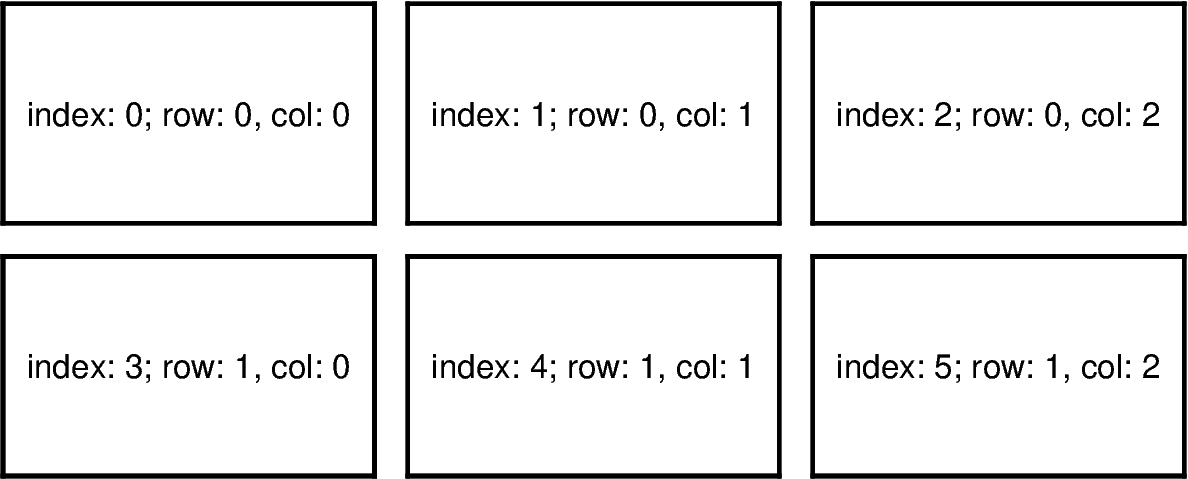 index: 0; row: 0, col: 0
index: 1; row: 0, col: 1
index: 2; row: 0, col: 2
index: 3; row: 1, col: 0
index: 4; row: 1, col: 1
index: 5; row: 1, col: 2